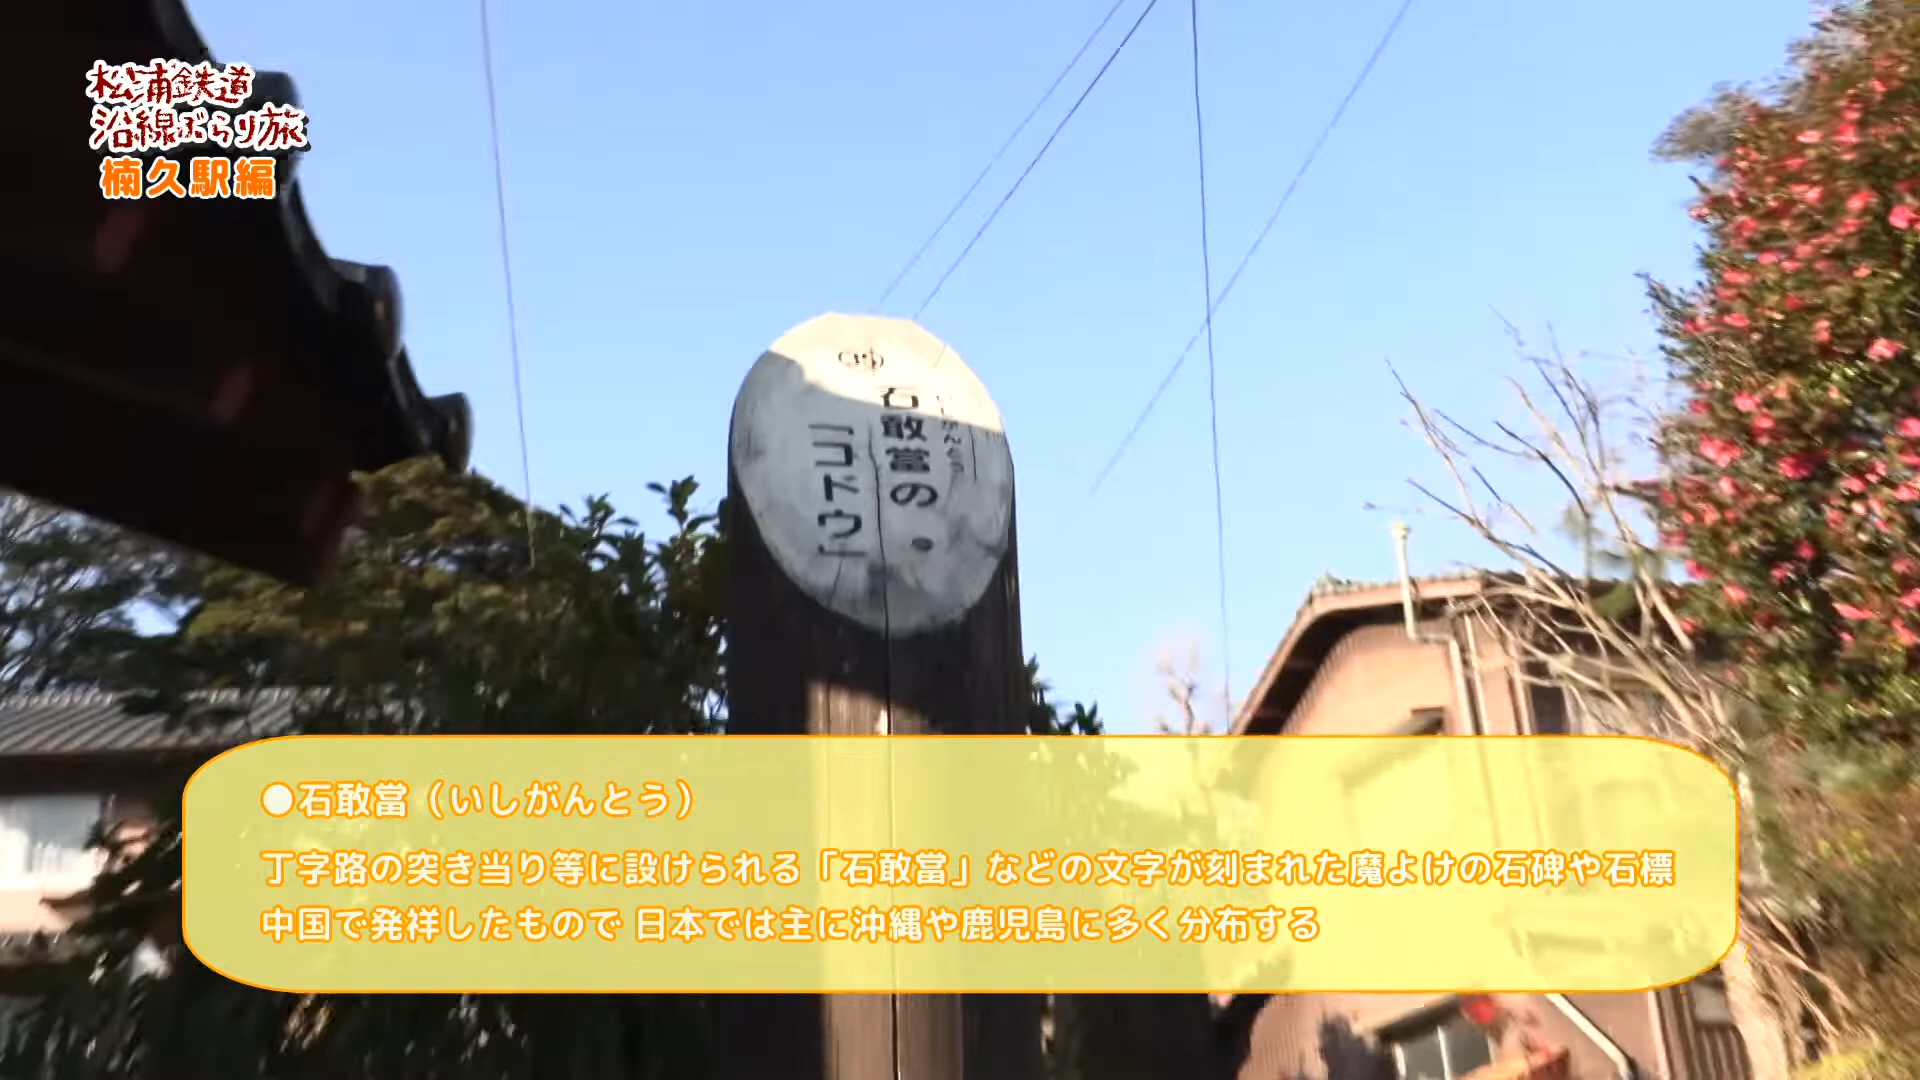 松浦鉄道
沿線ぶらり旅
楠久駅編
石敢當の
「コドウ」
●石敢當（いしがんとう）
丁字路の突き当り等に設けられる「石敢當」などの文字が刻まれた魔よけの石碑や石標
中国で発祥したもので 日本では主に沖縄や鹿児島に多く分布する